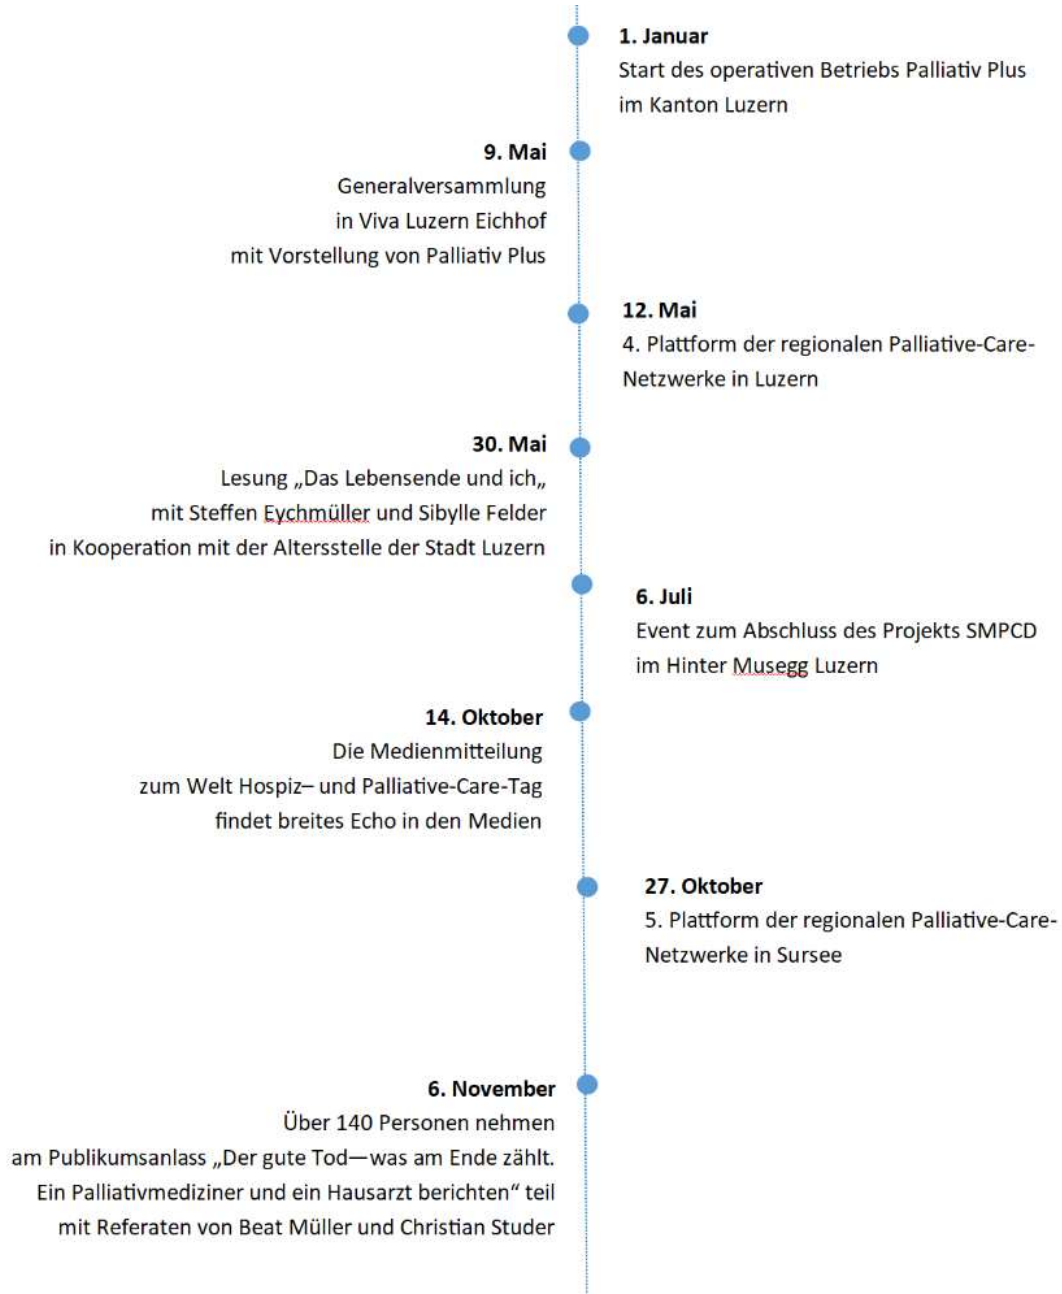 1. Januar
Start des operativen Betriebs Palliativ Plus
im Kanton Luzern
9. Mai
Generalversammlung
in Viva Luzern Eichhof
mit Vorstellung von Palliativ Plus
12. Mai
4. Plattform der regionalen Palliative-Care-
Netzwerke in Luzern
30. Mai
Lesung „Das Lebensende und ich„
mit Steffen Eychmüller und Sibylle Felder
in Kooperation mit der Altersstelle der Stadt Luzern
6. Juli
Event zum Abschluss des Projekts SMPCD
im Hinter Musegg Luzern
14. Oktober
Die Medienmitteilung
zum Welt Hospiz– und Palliative-Care-Tag
findet breites Echo in den Medien
27. Oktober
5. Plattform der regionalen Palliative-Care-
Netzwerke in Sursee
6. November
Über 140 Personen nehmen
am Publikumsanlass „Der gute Tod—was am Ende zählt.
Ein Palliativmediziner und ein Hausarzt berichten“ teil
mit Referaten von Beat Müller und Christian Studer